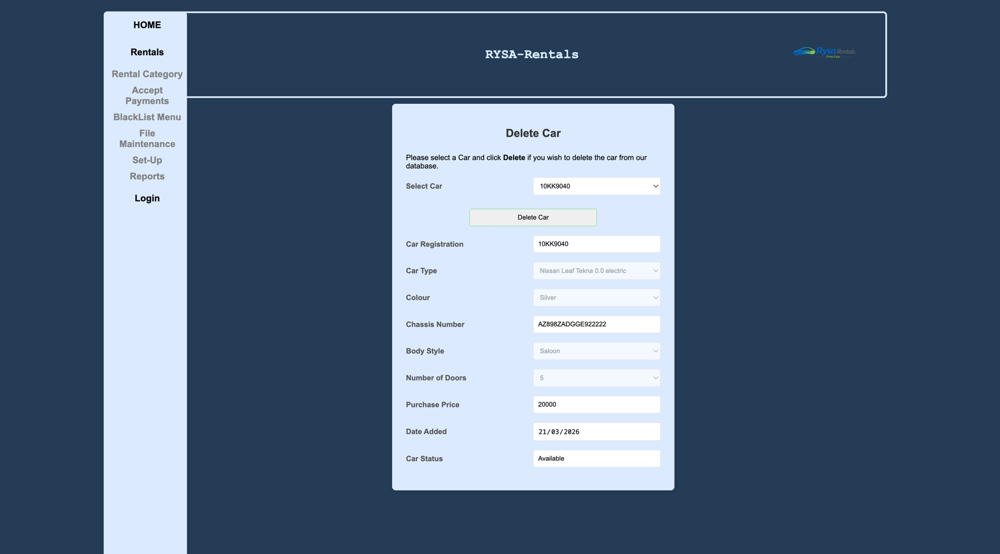 HOME
Rentals
Rental Category
Accept
Payments
BlackList Menu
File
Maintenance
Set-Up
Reports
Login
RYSA-Rentals
Rysa Rentals
Drive Easy.
Delete Car
Please select a Car and click Delete if you wish to delete the car from our
database.
Select Car 10KK9040
Delete Car
Car Registration 10KK9040
Car Type Nissan Leaf Tekna 0.0 electric
Colour Silver
Chassis Number AZ898ZADGGE922222
Body Style Saloon
Number of Doors 5
Purchase Price 20000
Date Added 21/03/2026
Car Status Available